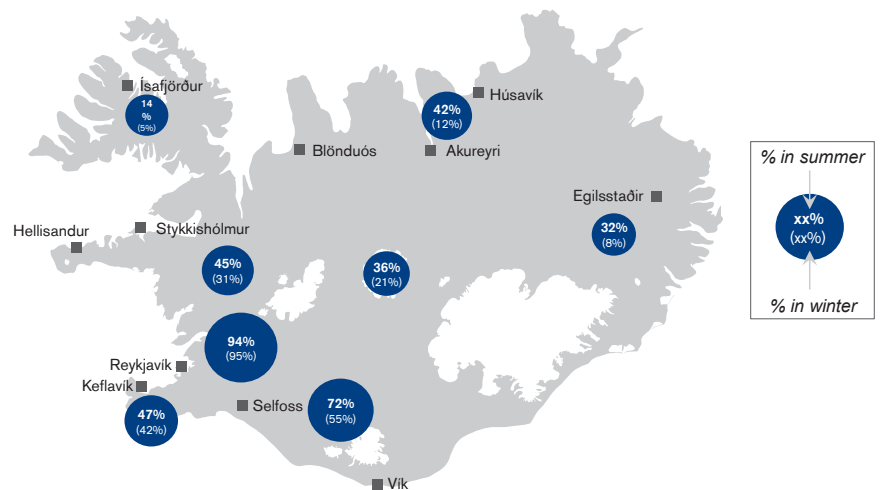 Ísafjörður
14
%
(5%)
42%
(12%)
Húsavík
Blönduós
Akureyri
% in summer
xx%
(xx%)
% in winter
Egilsstaðir
32%
(8%)
Hellisandur
Stykkishólmur
45%
(31%)
36%
(21%)
94%
(95%)
Reykjavík
Keflavík
47%
(42%)
Selfoss
72%
(55%)
Vík